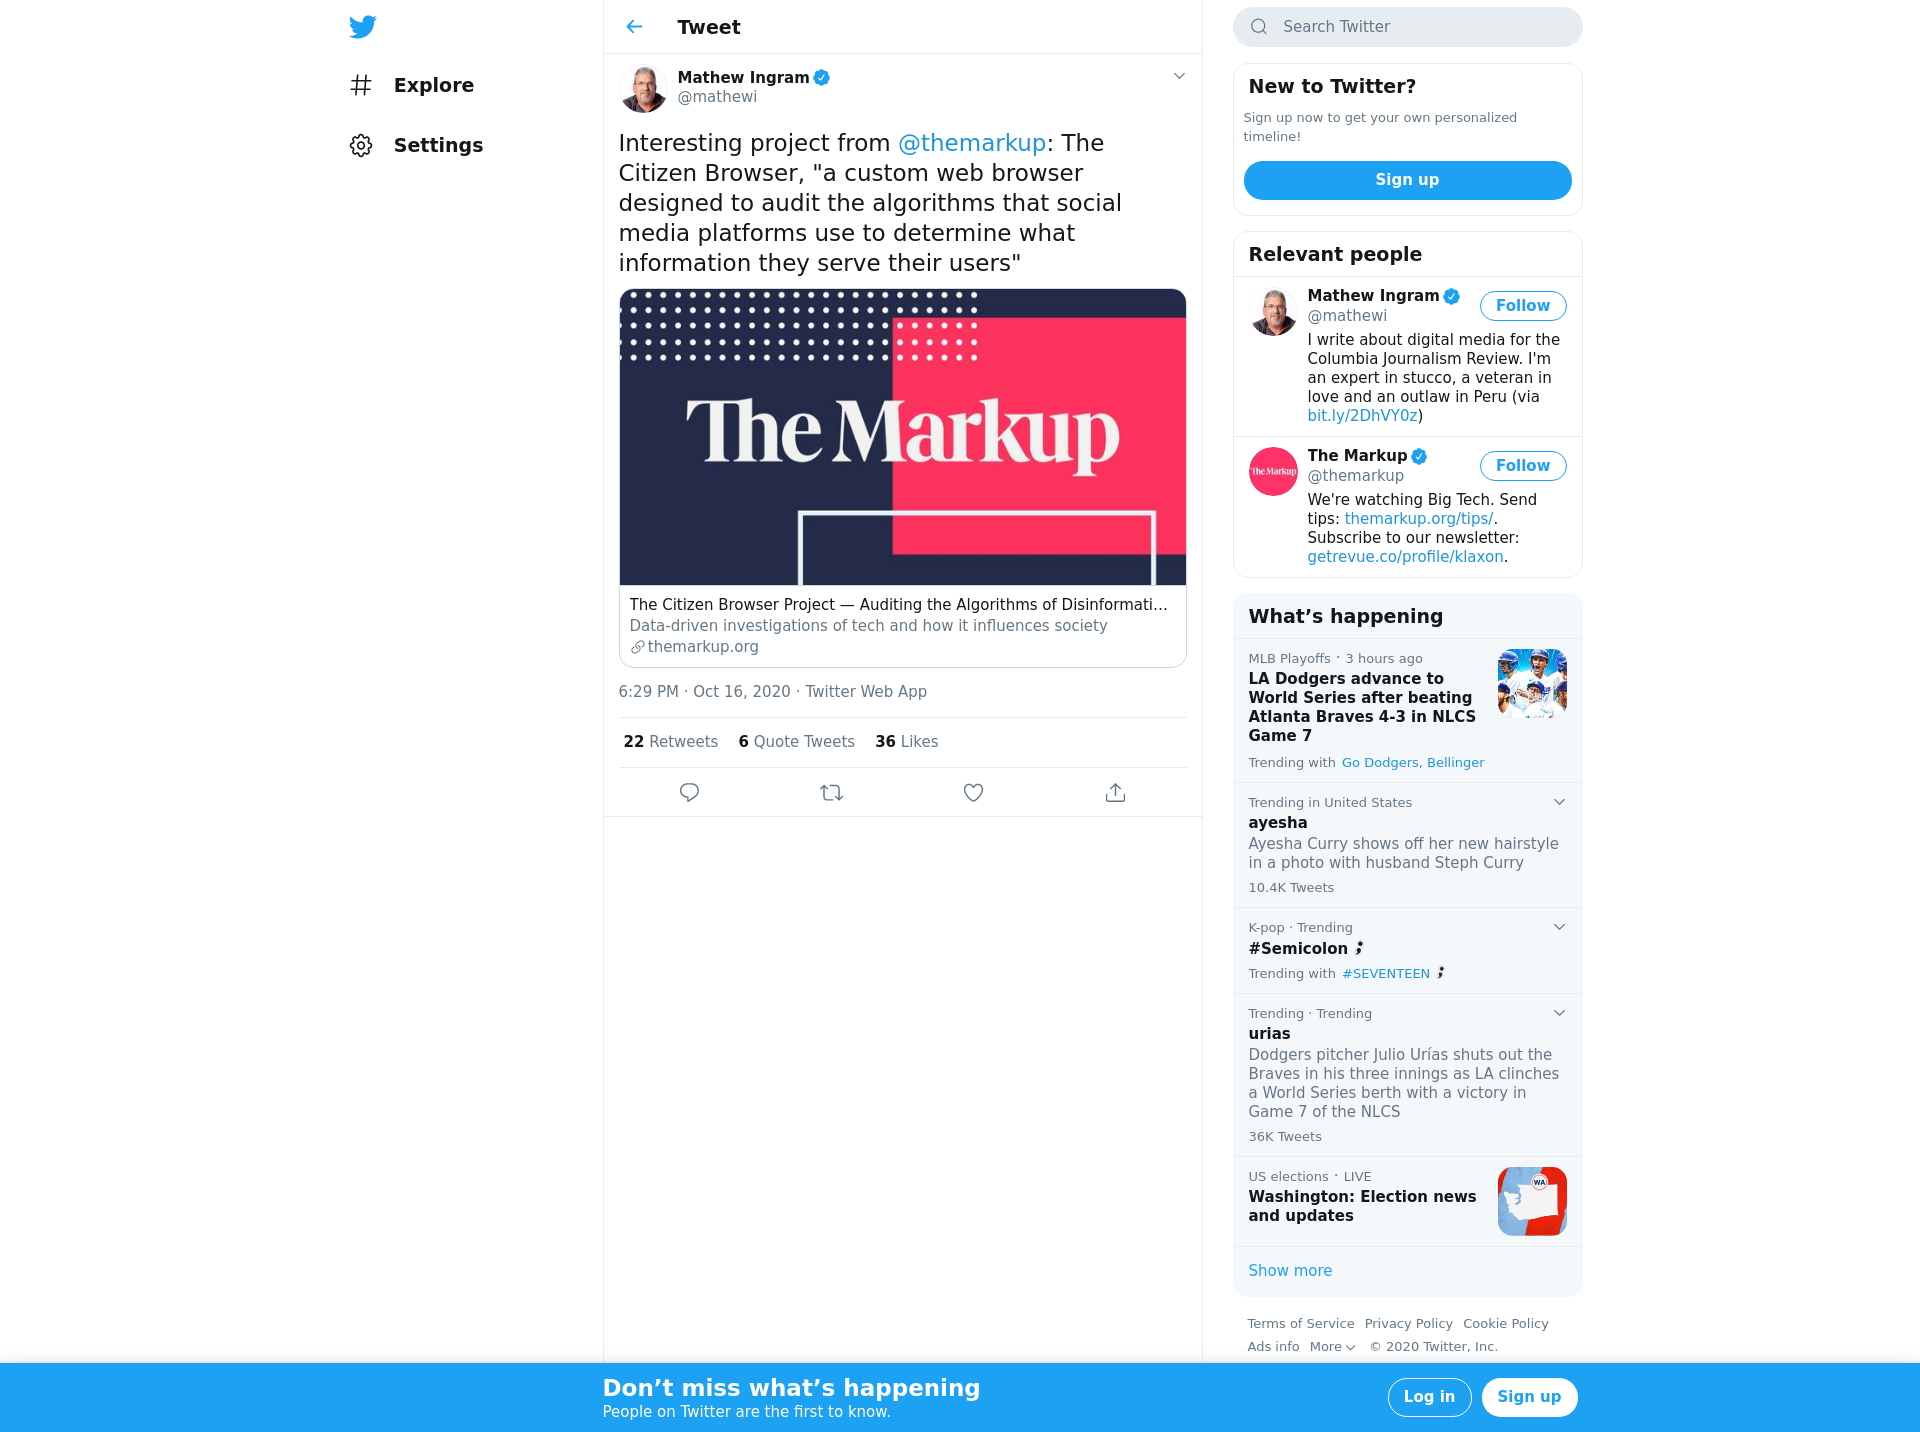 Explore
Settings
Tweet
Mathew Ingram
@mathewi
Interesting project from @themarkup: The
Citizen Browser, "a custom web browser
designed to audit the algorithms that social
media platforms use to determine what
information they serve their users"
The Markup
The Citizen Browser Project — Auditing the Algorithms of Disinformati...
Data-driven investigations of tech and how it influences society
themarkup.org
6:29 PM · Oct 16, 2020 · Twitter Web App
22 Retweets 6 Quote Tweets 36 Likes
Search Twitter
New to Twitter?
Sign up now to get your own personalized
timeline!
Sign up
Relevant people
Mathew Ingram
@mathewi
Follow
I write about digital media for the
Columbia Journalism Review. I'm
an expert in stucco, a veteran in
love and an outlaw in Peru (via
bit.ly/2DhVY0z)
The Markup
The Markup
@themarkup
Follow
We're watching Big Tech. Send
tips: themarkup.org/tips/.
Subscribe to our newsletter:
getrevue.co/profile/klaxon.
What's happening
MLB Playoffs · 3 hours ago
LA Dodgers advance to
World Series after beating
Atlanta Braves 4-3 in NLCS
Game 7
Trending with Go Dodgers, Bellinger
Trending in United States
ayesha
Ayesha Curry shows off her new hairstyle
in a photo with husband Steph Curry
10.4K Tweets
K-pop · Trending
#Semicolon
Trending with #SEVENTEEN
Trending · Trending
urias
Dodgers pitcher Julio Urías shuts out the
Braves in his three innings as LA clinches
a World Series berth with a victory in
Game 7 of the NLCS
36K Tweets
US elections · LIVE
Washington: Election news
and updates
WA
Show more
Terms of Service Privacy Policy Cookie Policy
Ads info More © 2020 Twitter, Inc.
Don't miss what's happening
People on Twitter are the first to know.
Log in
Sign up